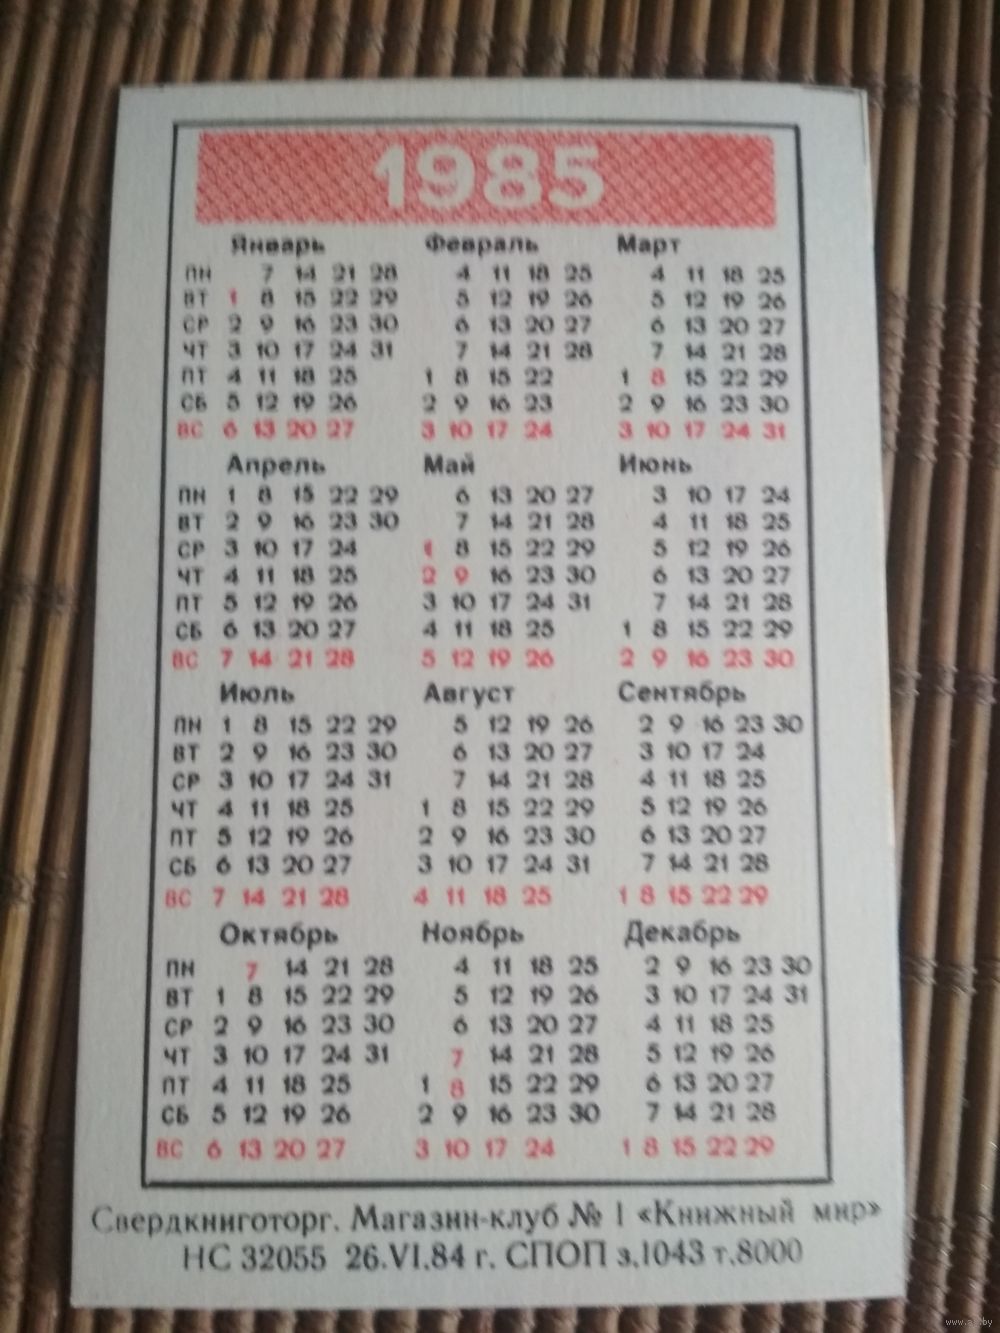 1985
Январь Февраль Март
ПН 7 14 21 28 4 11 18 25 4 11 18 25
ВТ 1 8 15 22 29 5 12 19 26 5 12 19 26
СР 2 9 16 23 30 6 13 20 27 6 13 20 27
ЧТ 3 10 17 24 31 7 14 21 28 7 14 21 28
ПТ 4 11 18 25 1 8 15 22 1 8 15 22 29
СБ 5 12 19 26 2 9 16 23 2 9 16 23 30
ВС 6 13 20 27 3 10 17 24 3 10 17 24 31
Апрель Май Июнь
ПН 1 8 15 22 29 6 13 20 27 3 10 17 24
ВТ 2 9 16 23 30 7 14 21 28 4 11 18 25
СР 3 10 17 24 1 8 15 22 29 5 12 19 26
ЧТ 4 11 18 25 2 9 16 23 30 6 13 20 27
ПТ 5 12 19 26 3 10 17 24 31 7 14 21 28
СБ 6 13 20 27 4 11 18 25 1 8 15 22 29
ВС 7 14 21 28 5 12 19 26 2 9 16 23 30
Июль Август Сентябрь
ПН 1 8 15 22 29 5 12 19 26 2 9 16 23 30
ВТ 2 9 16 23 30 6 13 20 27 3 10 17 24
СР 3 10 17 24 31 7 14 21 28 4 11 18 25
ЧТ 4 11 18 25 1 8 15 22 29 5 12 19 26
ПТ 5 12 19 26 2 9 16 23 30 6 13 20 27
СБ 6 13 20 27 3 10 17 24 31 7 14 21 28
ВС 7 14 21 28 4 11 18 25 1 8 15 22 29
Октябрь Ноябрь Декабрь
ПН 7 14 21 28 4 11 18 25 2 9 16 23 30
ВТ 1 8 15 22 29 5 12 19 26 3 10 17 24 31
СР 2 9 16 23 30 6 13 20 27 4 11 18 25
ЧТ 3 10 17 24 31 7 14 21 28 5 12 19 26
ПТ 4 11 18 25 1 8 15 22 29 6 13 20 27
СБ 5 12 19 26 2 9 16 23 30 7 14 21 28
ВС 6 13 20 27 3 10 17 24 1 8 15 22 29
Свердкниготорг. Магазин-клуб № 1 «Книжный мир»
НС 32055 26.VI.84 г. СПОП з.1043 т.8000